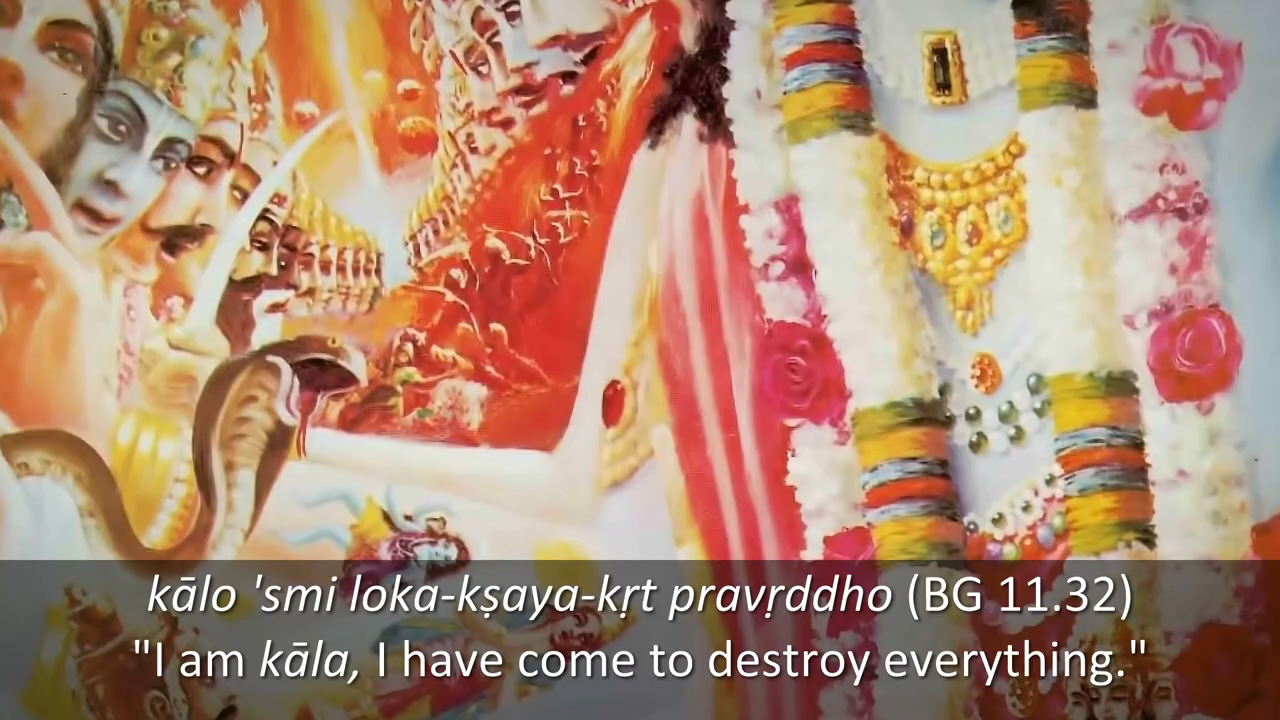 kālo 'smi loka-kṣaya-kṛt pravṛddho (BG 11.32)
"I am kāla, I have come to destroy everything."